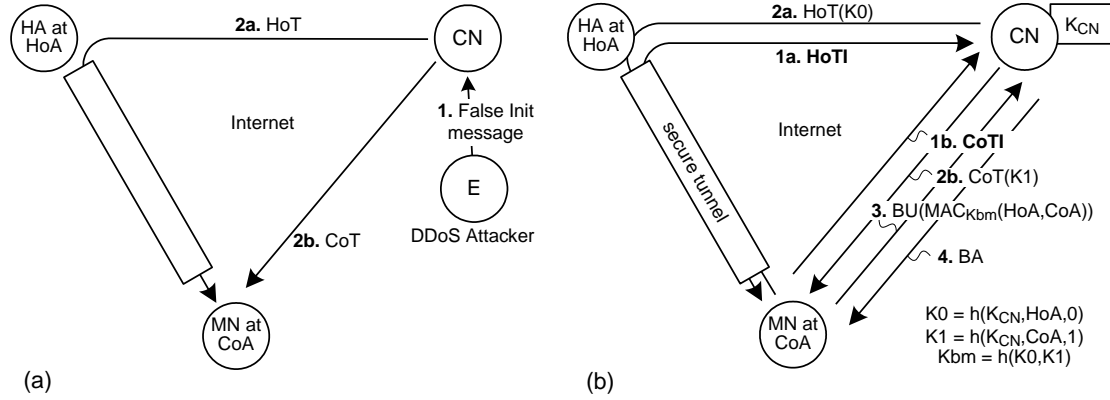 HA at
HoA
2a. HoT
CN
1. False Init
message
Internet
E
DDoS Attacker
2b. CoT
MN at
CoA
(a)
HA at
HoA
2a. HoT(K0)
CN
KCN
1a. HoTI
secure tunnel
Internet
1b. CoTI
2b. CoT(K1)
3. BU(MACKbm(HoA,CoA))
4. BA
MN at
CoA
K0 = h(KCN,HoA,0)
K1 = h(KCN,CoA,1)
Kbm = h(K0,K1)
(b)